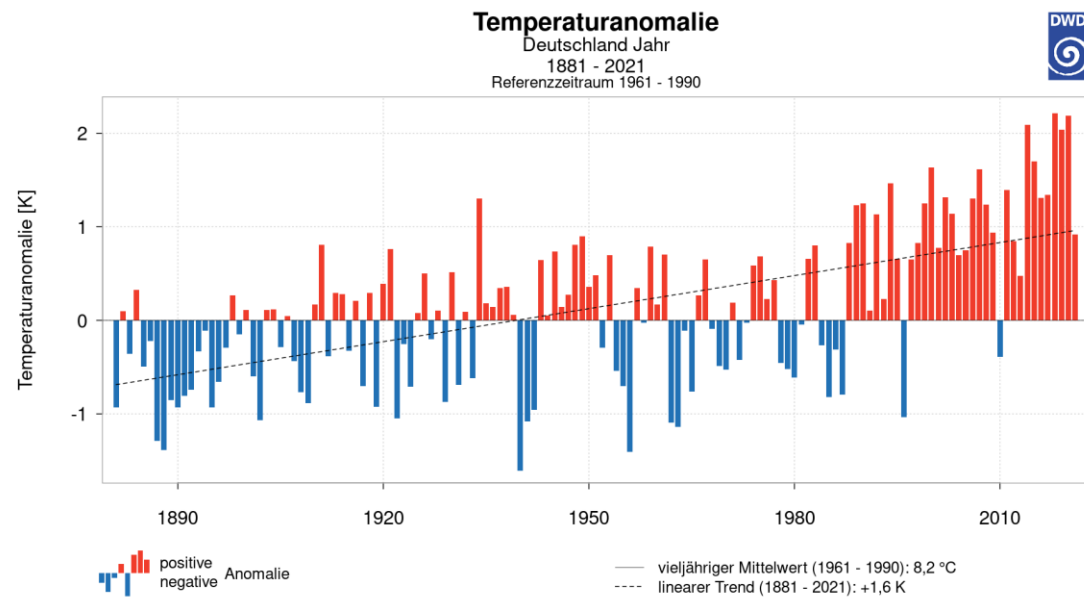 Temperaturanomalie
Deutschland Jahr
1881 - 2021
Referenzzeitraum 1961 - 1990
DWD
Temperaturanomalie [K]
2
1
0
-1
1890
1920
1950
1980
2010
positive
negative
Anomalie
vieljähriger Mittelwert (1961 - 1990): 8,2 °C
linearer Trend (1881 - 2021): +1,6 K